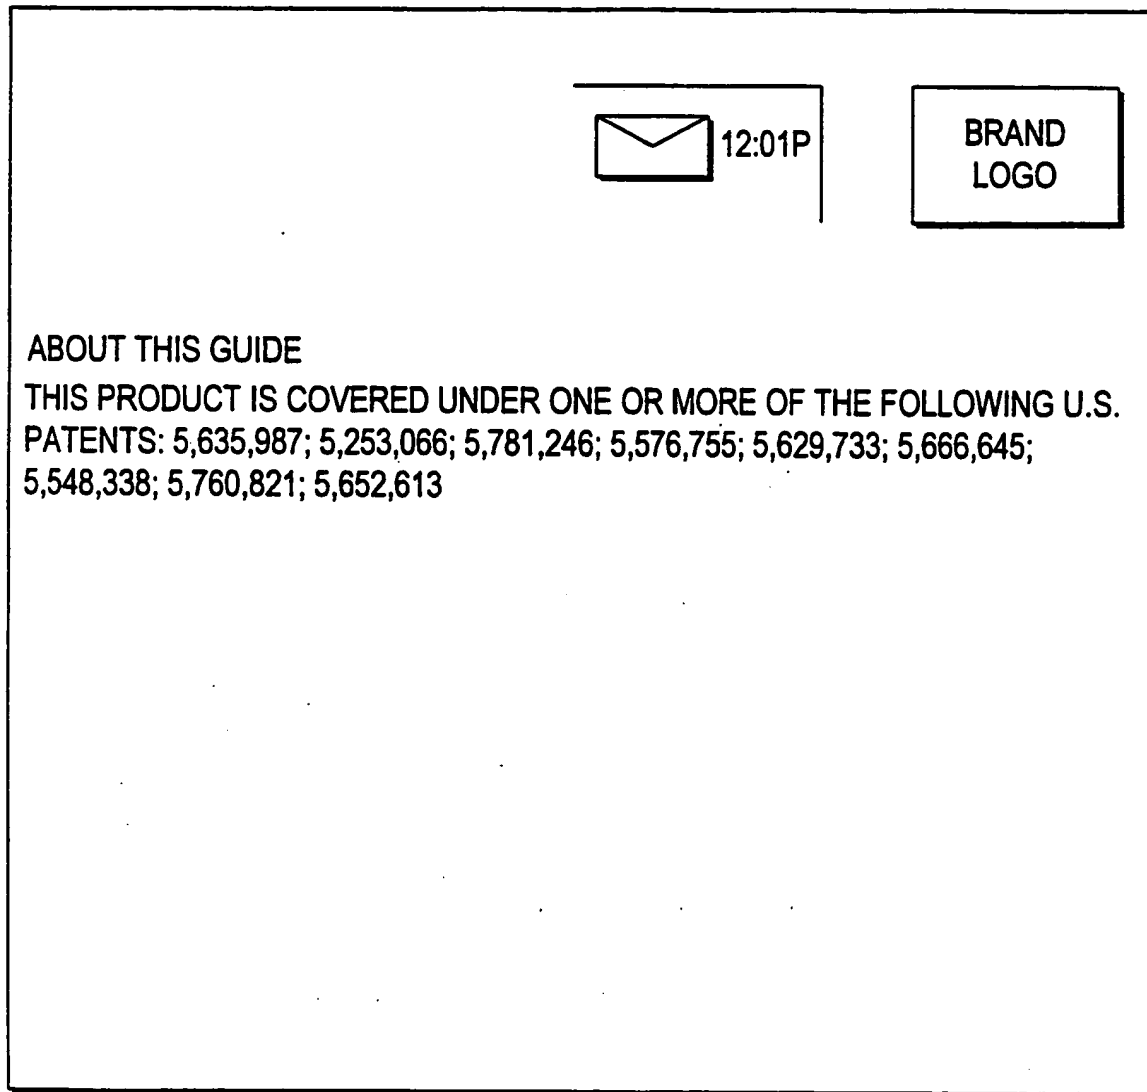 12:01P
BRAND
LOGO
ABOUT THIS GUIDE
THIS PRODUCT IS COVERED UNDER ONE OR MORE OF THE FOLLOWING U.S.
PATENTS: 5,635,987; 5,253,066; 5,781,246; 5,576,755; 5,629,733; 5,666,645;
5,548,338; 5,760,821; 5,652,613